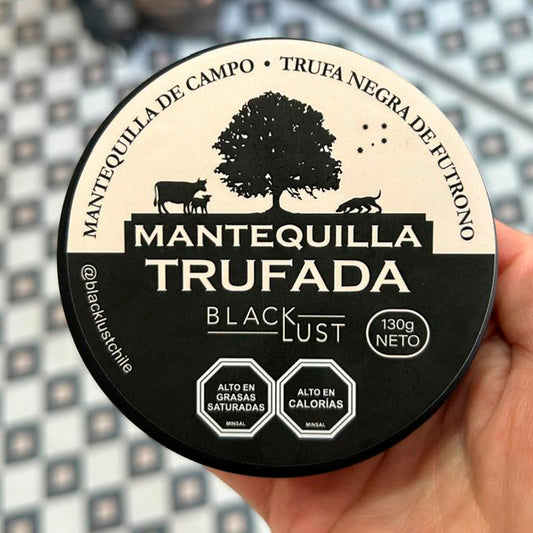 MANTEQUILLA DE CAMPO • TRUFA NEGRA DE FUTRONO
MANTEQUILLA
TRUFADA
BLACK
LUST
130g
NETO
@blacklustchile
ALTO EN
GRASAS
SATURADAS
MINSAL
ALTO EN
CALORÍAS
MINSAL